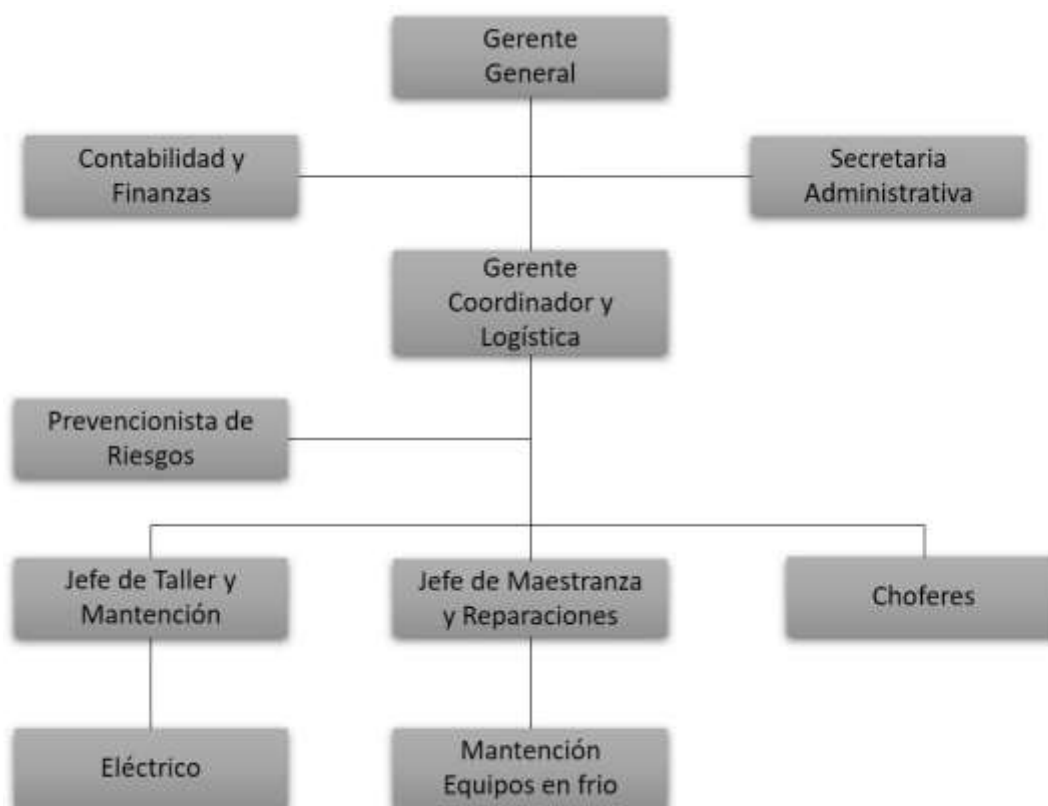 Gerente
General
Contabilidad y
Finanzas
Secretaria
Administrativa
Gerente
Coordinador y
Logística
Prevencionista de
Riesgos
Jefe de Taller y
Mantención
Jefe de Maestranza
y Reparaciones
Choferes
Eléctrico
Mantención
Equipos en frio